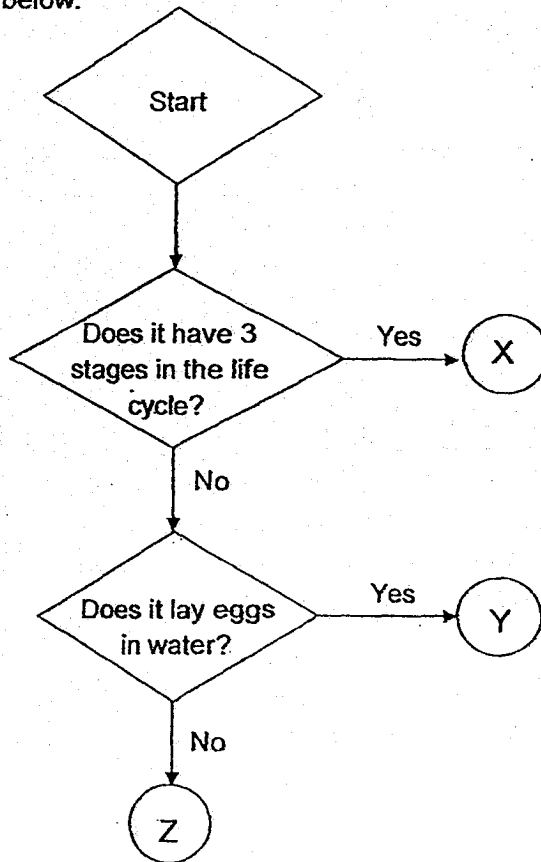 below.
Start
Does it have 3
stages in the life
cycle?
Yes
X
No
Does it lay eggs
in water?
Yes
Y
No
Z